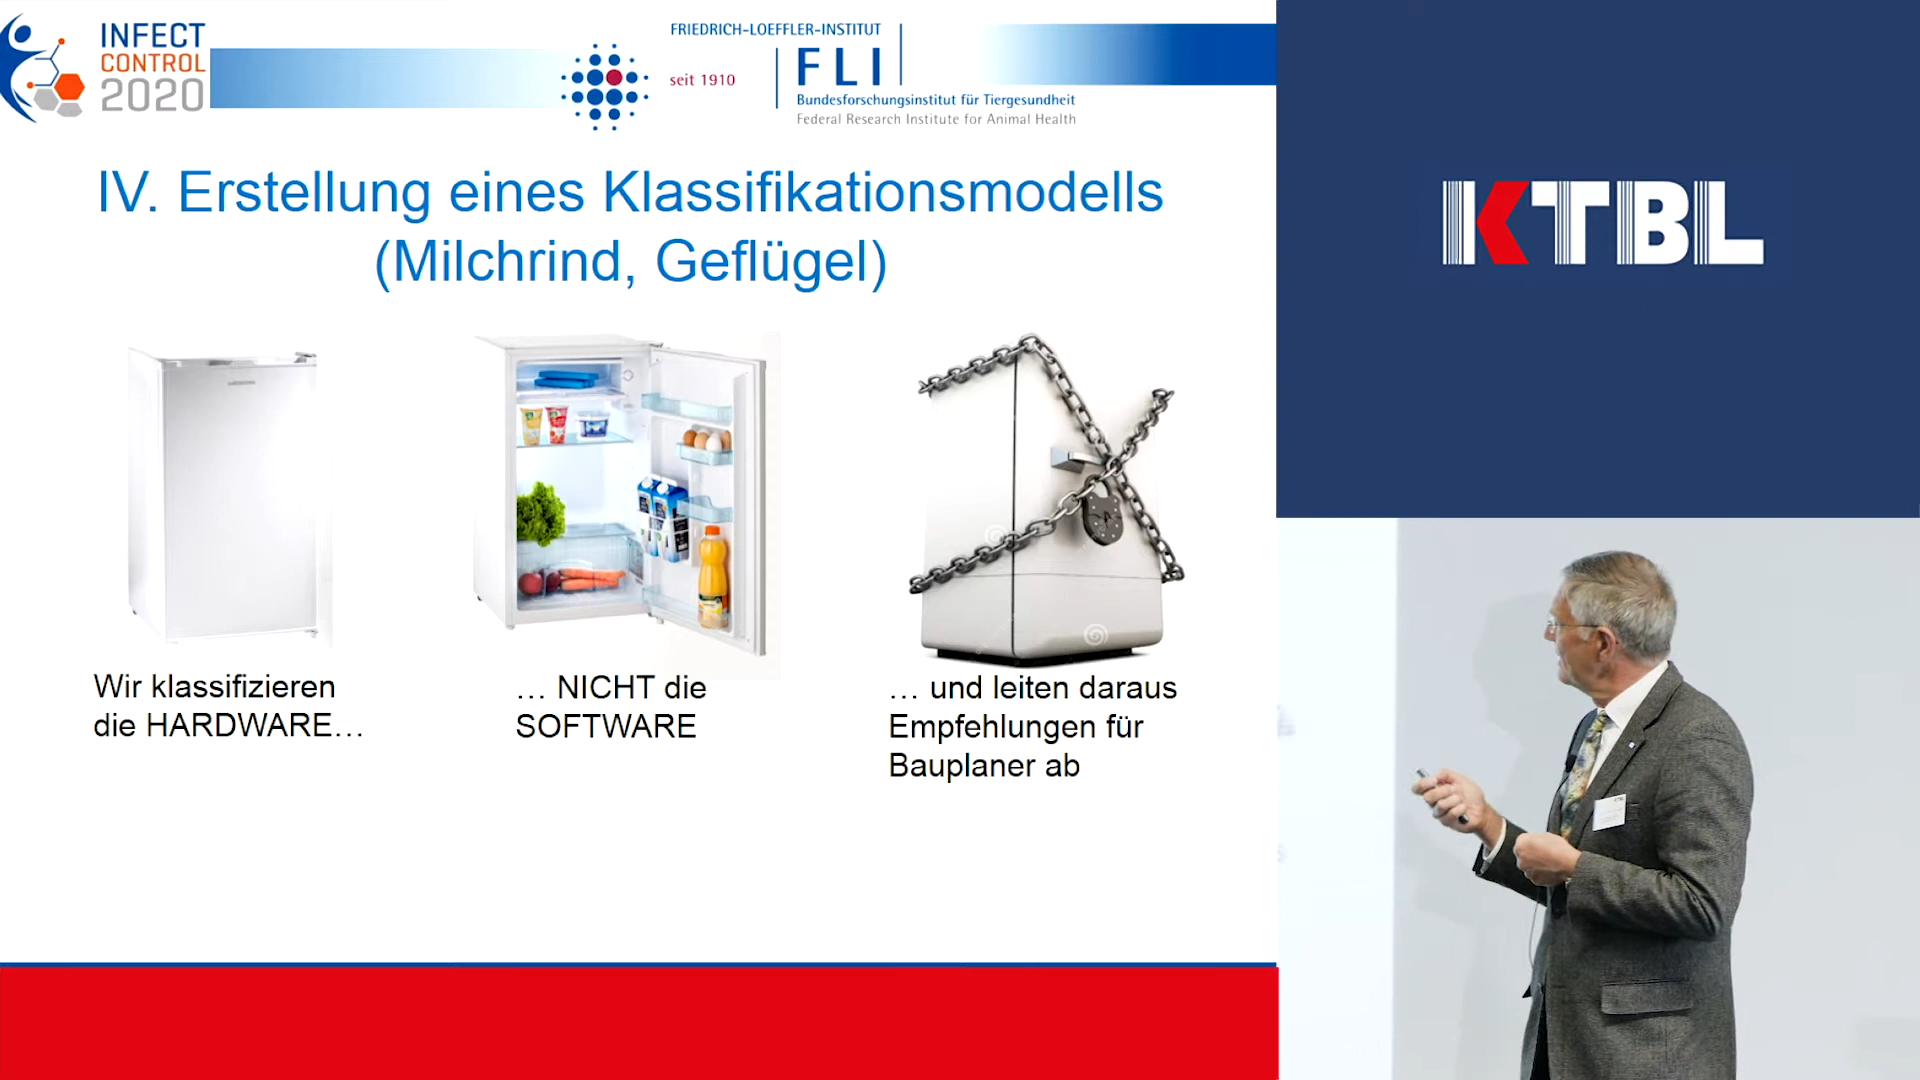 INFECT
CONTROL
2020
FRIEDRICH-LOEFFLER-INSTITUT
seit 1910
FLI
Bundesforschungsinstitut für Tiergesundheit
Federal Research Institute for Animal Health
KTBL
IV. Erstellung eines Klassifikationsmodells
(Milchrind, Geflügel)
Wir klassifizieren
die HARDWARE…
… NICHT die
SOFTWARE
… und leiten daraus
Empfehlungen für
Bauplaner ab